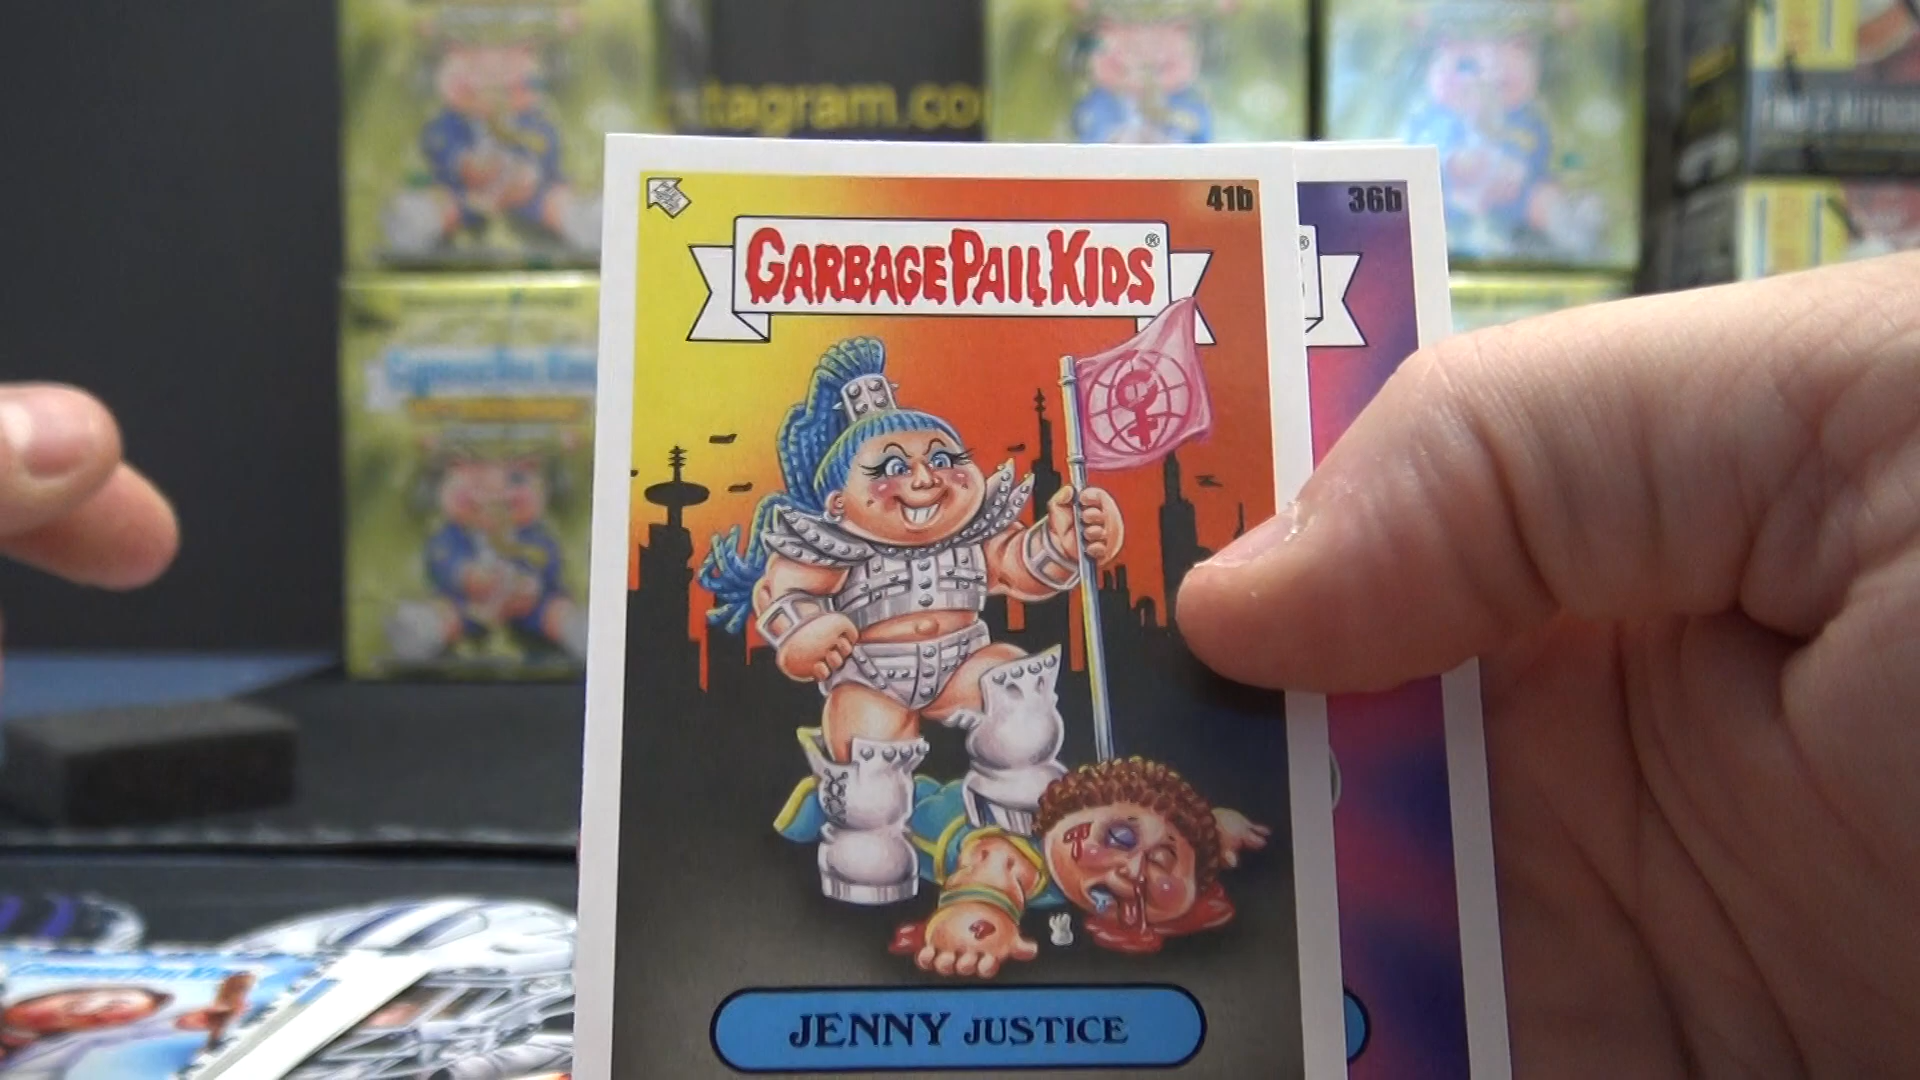 tagram.co
41b
36b
GARBAGE PAIL KIDS®
®
JENNY JUSTICE